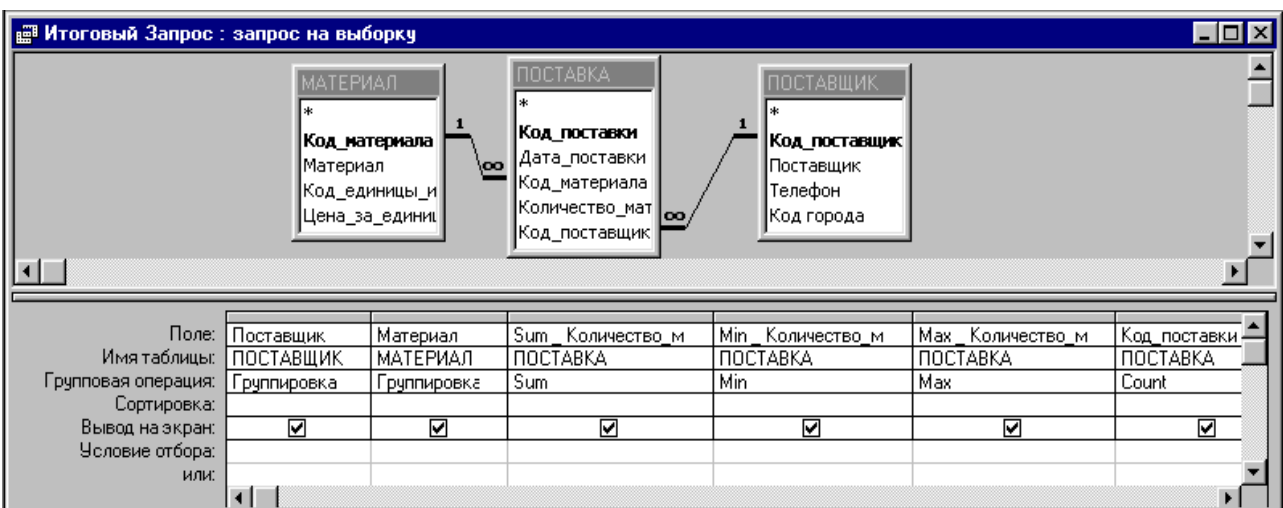 Итоговый Запрос : запрос на выборку
МАТЕРИАЛ
*
Код_материала
Материал
Код_единицы_и
Цена_за_единиц
1
∞
ПОСТАВКА
*
Код_поставки
Дата_поставки
Код_материала
Количество_мат
Код_поставщик
∞
1
ПОСТАВЩИК
*
Код_поставщик
Поставщик
Телефон
Код города
Поле: Поставщик Материал Sum_Количество_м Min_Количество_м Max_Количество_м Код_поставки
Имя таблицы: ПОСТАВЩИК МАТЕРИАЛ ПОСТАВКА ПОСТАВКА ПОСТАВКА ПОСТАВКА
Групповая операция: Группировка Группировка Sum Min Max Count
Сортировка:
Вывод на экран:
Условие отбора:
или: